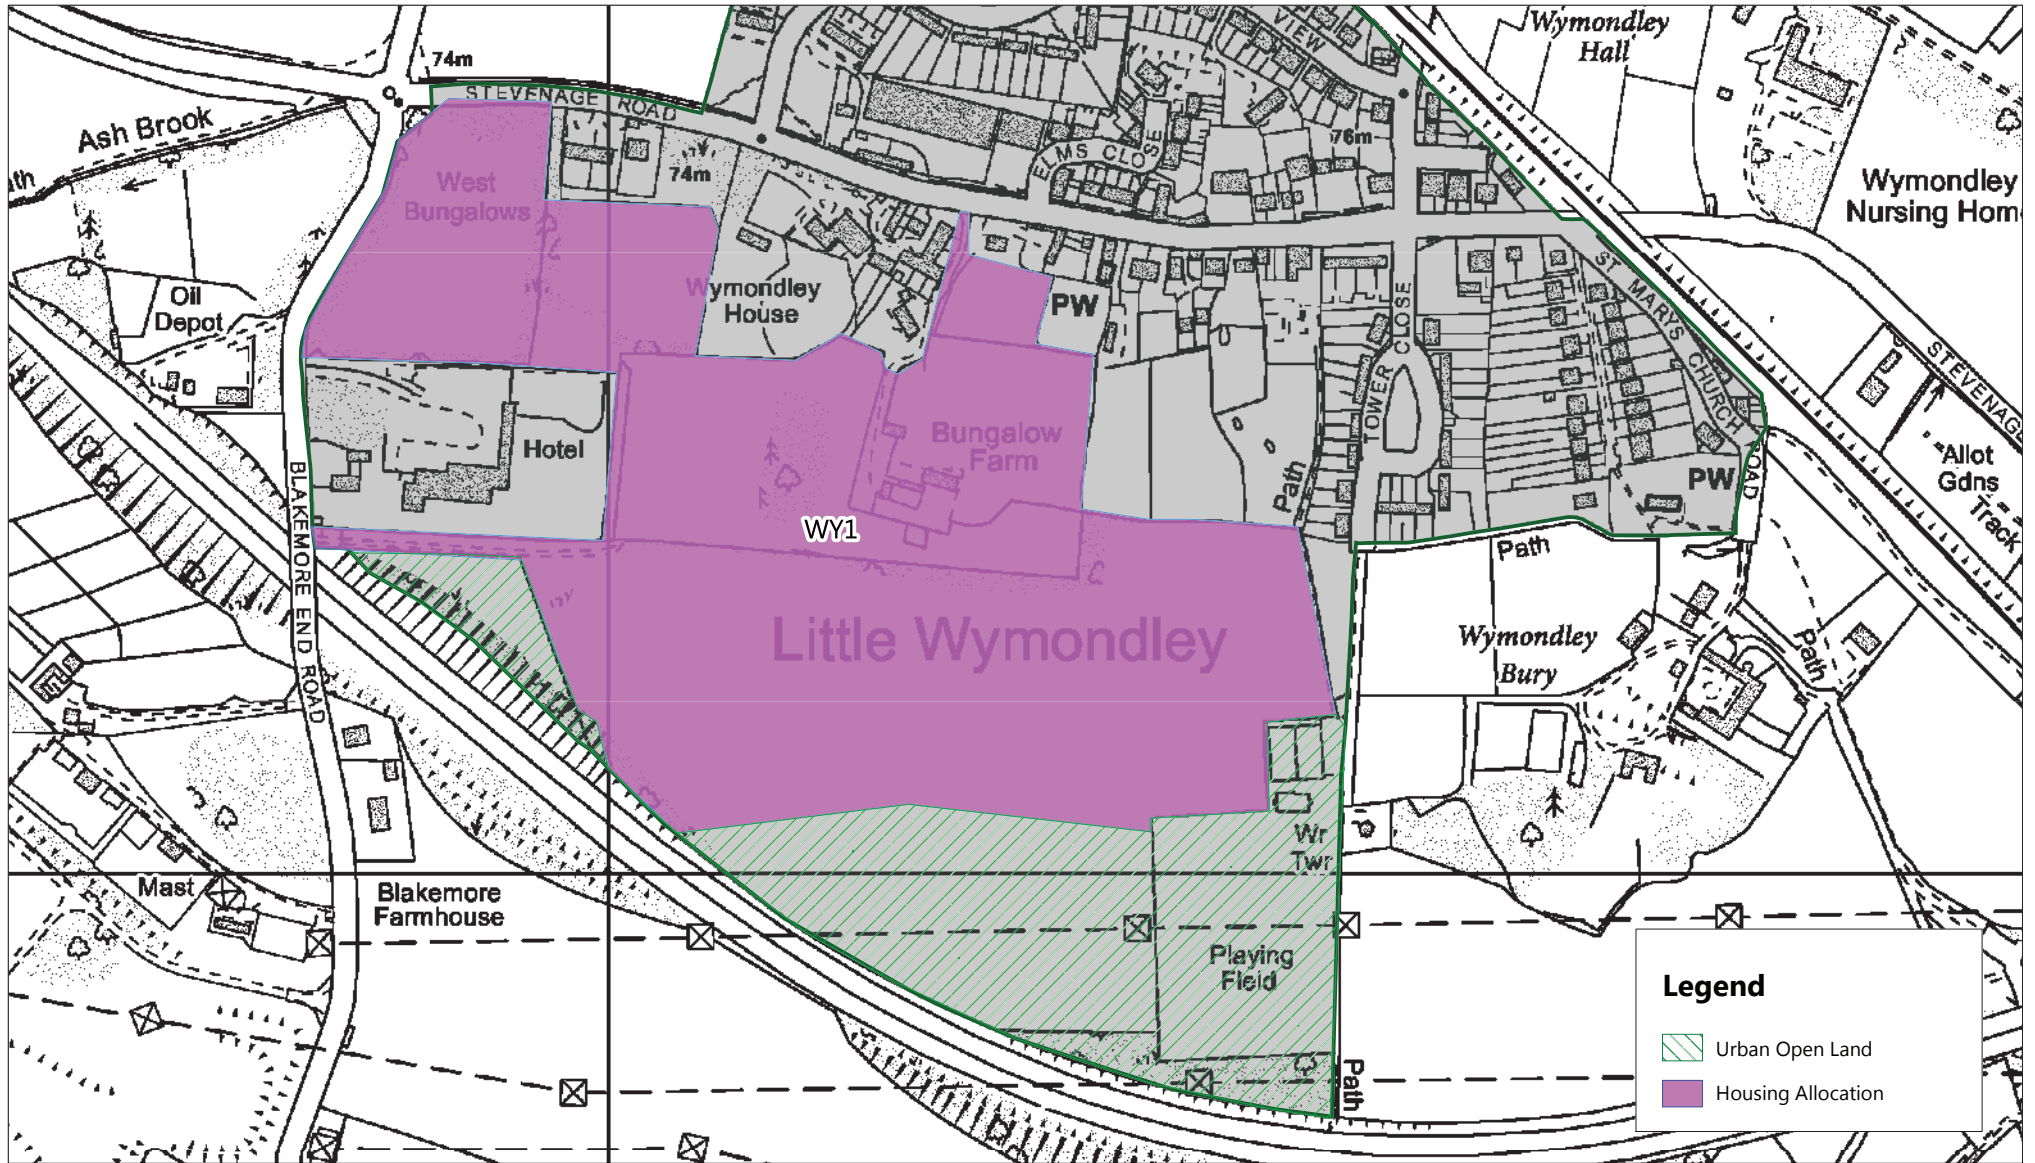 Wymondley
Hall
VIEW
74m
STEVENAGE ROAD
Ash Brook
ath
76m
ELMS CLOSE
74m
West
Bungalows
Wymondley
Nursing Hom
Oil
Depot
Wymondley
House
PW
ST MARYS CHURCH
ROAD
TOWER CLOSE
STEVENAGE
Hotel
Bungalow
Farm
Path
PW
Allot
Gdns
Track
BLAKEMORE END ROAD
WY1
Path
Little Wymondley
Wymondley
Bury
Path
Wr
Twr
Mast
Blakemore
Farmhouse
Playing
Field
Path
Legend
Urban Open Land
Housing Allocation